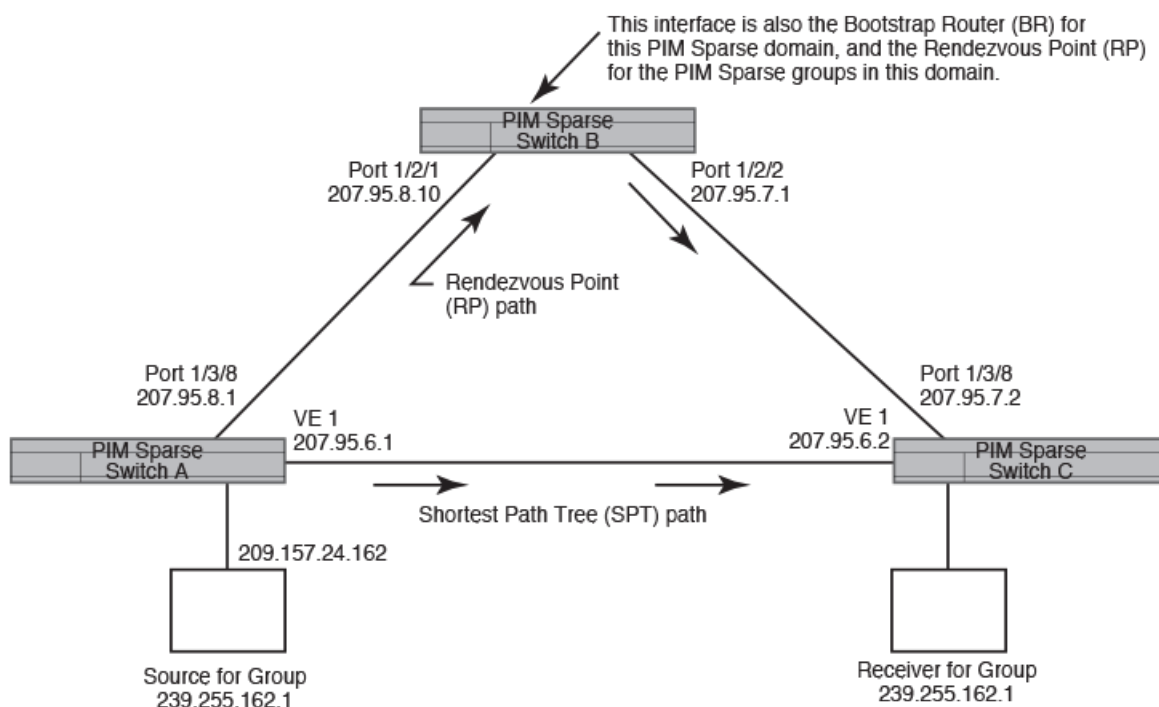 This interface is also the Bootstrap Router (BR) for
this PIM Sparse domain, and the Rendezvous Point (RP)
for the PIM Sparse groups in this domain.
PIM Sparse
Switch B
Port 1/2/1
207.95.8.10
Port 1/2/2
207.95.7.1
Rendezvous Point
(RP) path
Port 1/3/8
207.95.8.1
Port 1/3/8
207.95.7.2
VE 1
207.95.6.1
VE 1
207.95.6.2
PIM Sparse
Switch A
PIM Sparse
Switch C
Shortest Path Tree (SPT) path
209.157.24.162
Source for Group
239.255.162.1
Receiver for Group
239.255.162.1